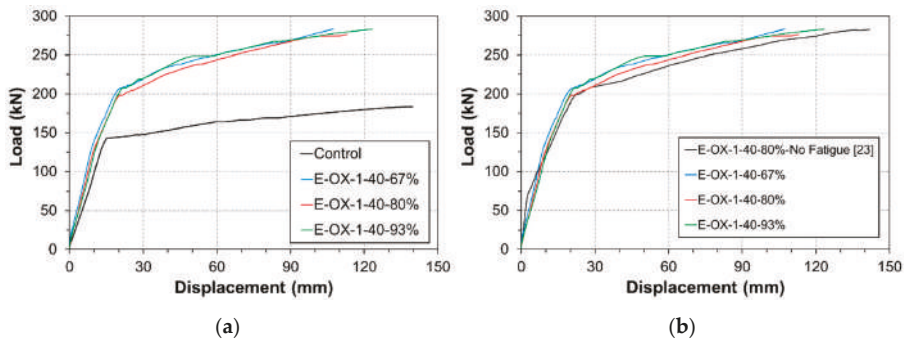 300
250
200
150
100
50
0
Load (kN)
0 30 60 90 120 150
Displacement (mm)
Control
E-OX-1-40-67%
E-OX-1-40-80%
E-OX-1-40-93%
(a)
300
250
200
150
100
50
0
Load (kN)
0 30 60 90 120 150
Displacement (mm)
E-OX-1-40-80%-No Fatigue [23]
E-OX-1-40-67%
E-OX-1-40-80%
E-OX-1-40-93%
(b)